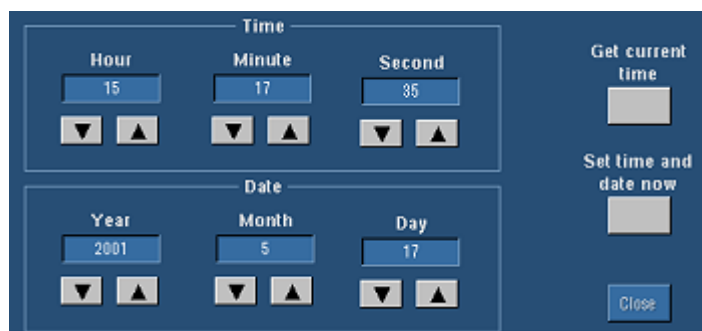 Time
Hour
Minute
Second
15
17
35
Date
Year
Month
Day
2001
5
17
Get current
time
Set time and
date now
Close